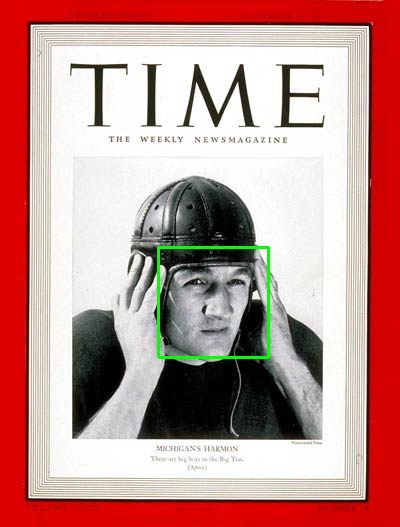 TIME
THE WEEKLY NEWSMAGAZINE
MICHIGAN'S HARMON
There are big boys in the Big Ten.
(Sport)